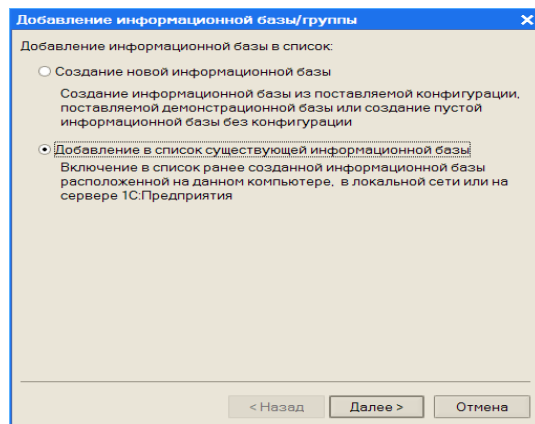 Добавление информационной базы/группы
Добавление информационной базы в список:
Создание новой информационной базы
Создание информационной базы из поставляемой конфигурации,
поставляемой демонстрационной базы или создание пустой
информационной базы без конфигурации
Добавление в список существующей информационной базы
Включение в список ранее созданной информационной базы
расположенной на данном компьютере, в локальной сети или на
сервере 1С:Предприятия
< Назад Далее > Отмена